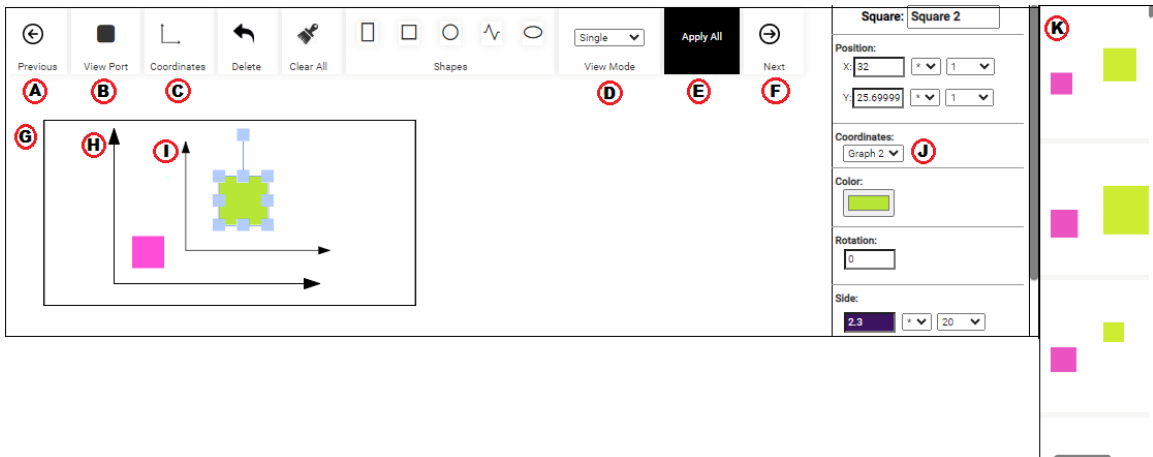 Square: Square 2
Previous View Port Coordinates Delete Clear All Shapes Single View Mode Apply All Next
A B C D E F
Position:
X: 32 * 1
Y: 25.69999 * 1
Coordinates:
Graph 2 J
Color:
Rotation:
0
Side:
2.3 * 20
G H I
K